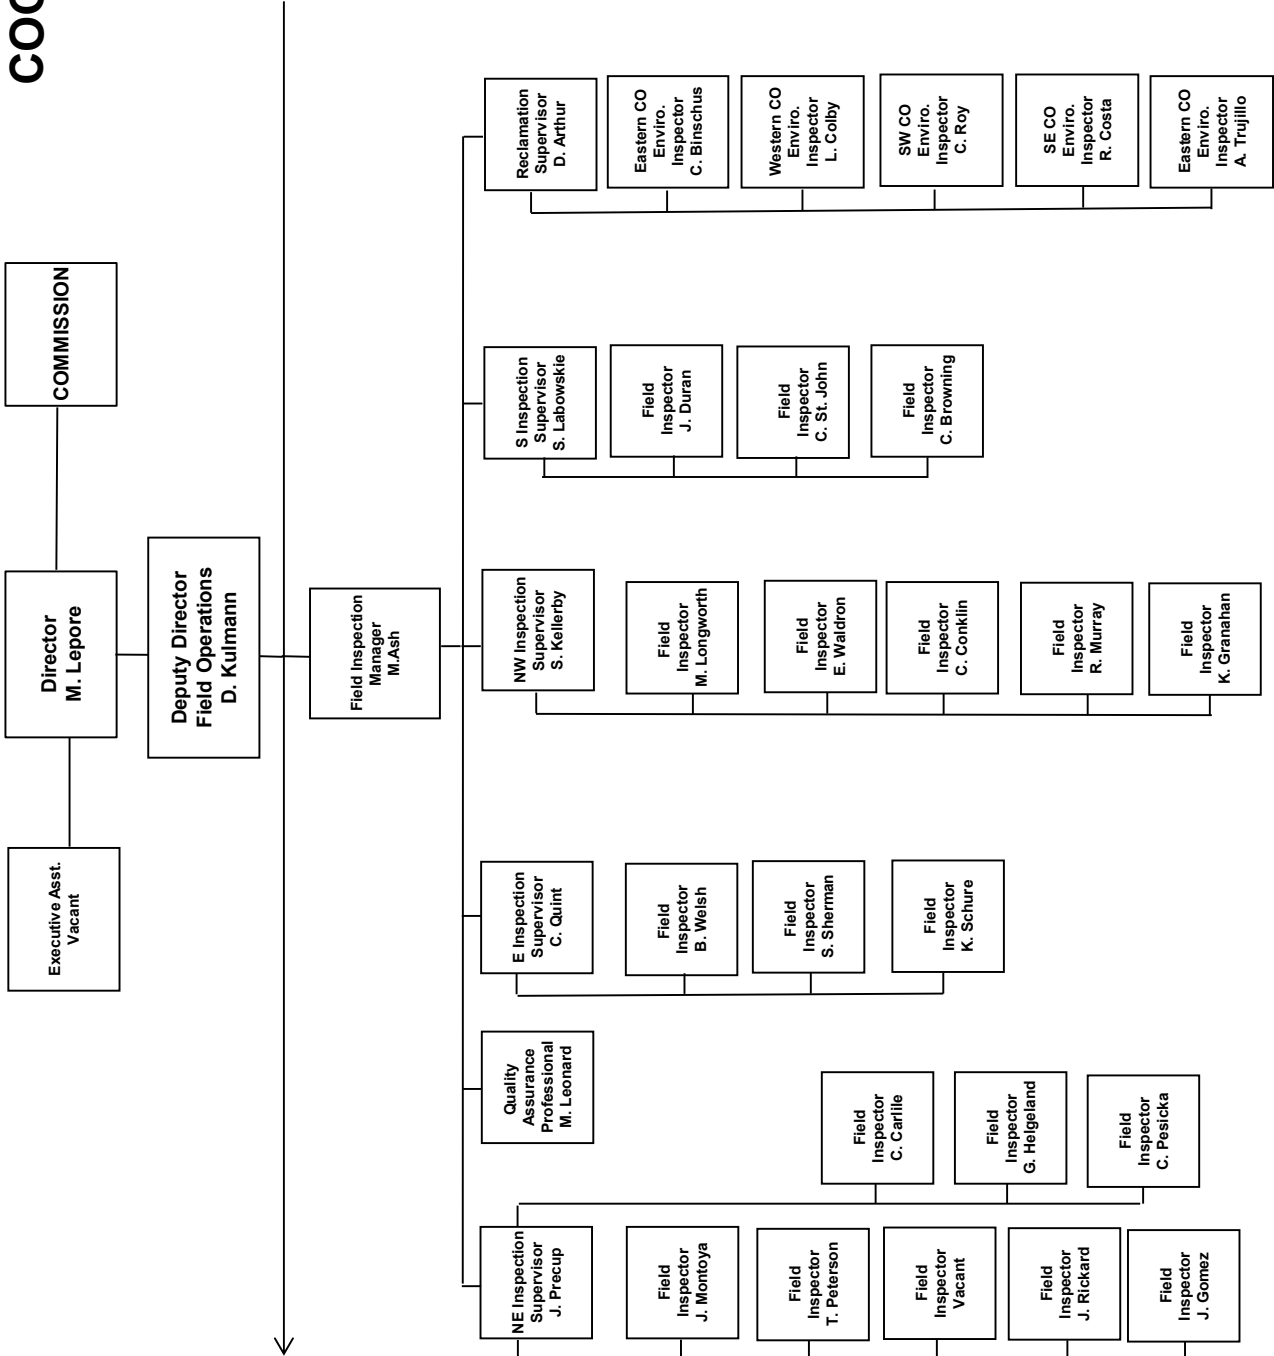 Executive Asst.
Vacant
Director
M. Lepore
COMMISSION
Deputy Director
Field Operations
D. Kulmann
Field Inspection
Manager
M.Ash
NE Inspection
Supervisor
J. Precup
Field
Inspector
J. Montoya
Field
Inspector
T. Peterson
Field
Inspector
Vacant
Field
Inspector
J. Rickard
Field
Inspector
J. Gomez
Field
Inspector
C. Carlile
Field
Inspector
G. Helgeland
Field
Inspector
C. Pesicka
Quality
Assurance
Professional
M. Leonard
E Inspection
Supervisor
C. Quint
Field
Inspector
B. Welsh
Field
Inspector
S. Sherman
Field
Inspector
K. Schure
NW Inspection
Supervisor
S. Kellerby
Field
Inspector
M. Longworth
Field
Inspector
E. Waldron
Field
Inspector
C. Conklin
Field
Inspector
R. Murray
Field
Inspector
K. Granahan
S Inspection
Supervisor
S. Labowskie
Field
Inspector
J. Duran
Field
Inspector
C. St. John
Field
Inspector
C. Browning
Reclamation
Supervisor
D. Arthur
Eastern CO
Enviro.
Inspector
C. Binschus
Western CO
Enviro.
Inspector
L. Colby
SW CO
Enviro.
Inspector
C. Roy
SE CO
Enviro.
Inspector
R. Costa
Eastern CO
Enviro.
Inspector
A. Trujillo